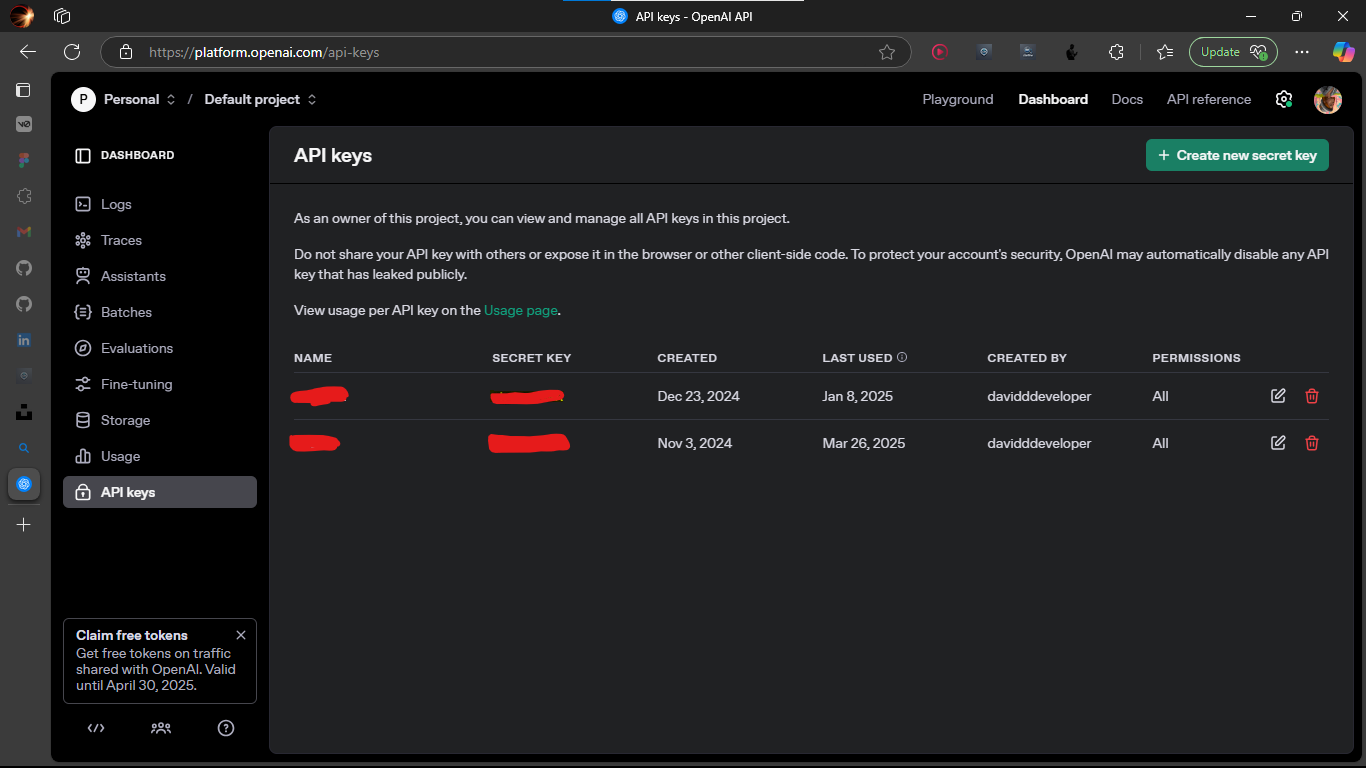 API keys - OpenAI API
https://platform.openai.com/api-keys
Update
P Personal / Default project
Playground Dashboard Docs API reference
DASHBOARD
Logs
Traces
Assistants
Batches
Evaluations
Fine-tuning
Storage
Usage
API keys
Claim free tokens
Get free tokens on traffic
shared with OpenAI. Valid
until April 30, 2025.
API keys
+ Create new secret key
As an owner of this project, you can view and manage all API keys in this project.
Do not share your API key with others or expose it in the browser or other client-side code. To protect your account's security, OpenAI may automatically disable any API
key that has leaked publicly.
View usage per API key on the Usage page.
NAME SECRET KEY CREATED LAST USED CREATED BY PERMISSIONS
Dec 23, 2024 Jan 8, 2025 davidddeveloper All
Nov 3, 2024 Mar 26, 2025 davidddeveloper All